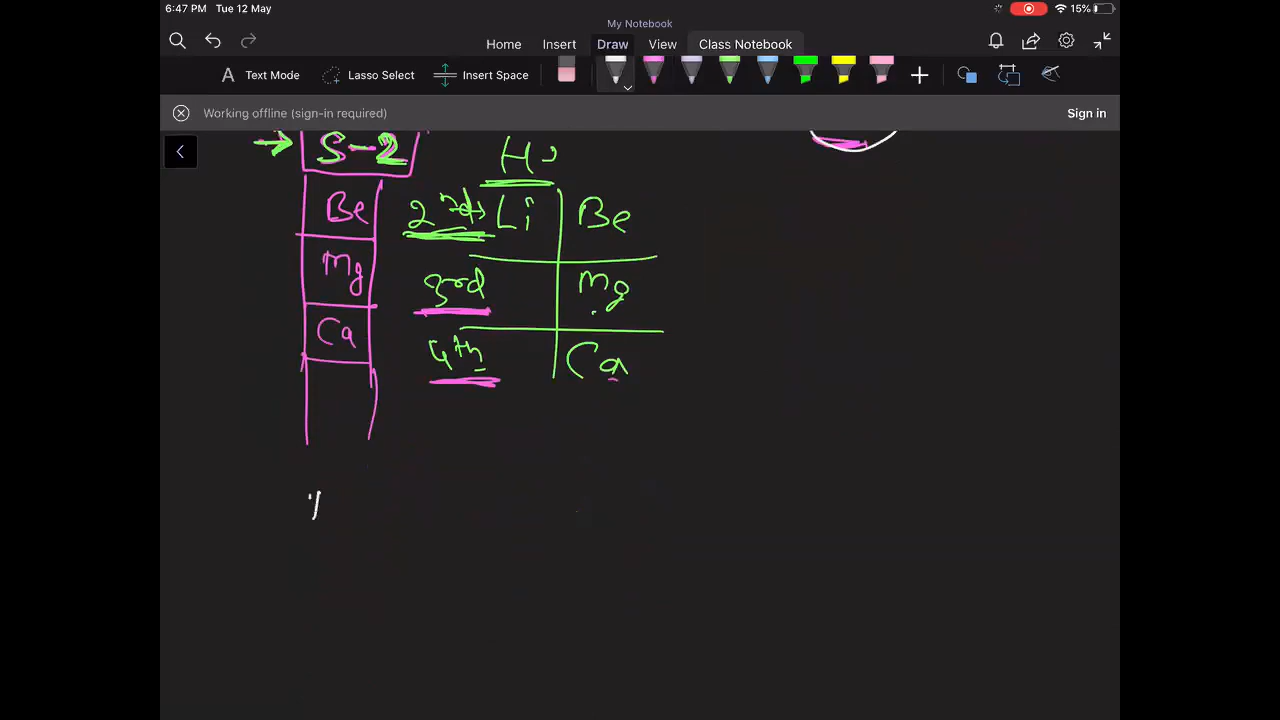 6:47 PM Tue 12 May 15%
My Notebook
Home Insert Draw View Class Notebook
A Text Mode Lasso Select Insert Space
Working offline (sign-in required) Sign in
S-2 H
Be 2nd Li Be
Mg 3rd Mg
Ca 4th Ca